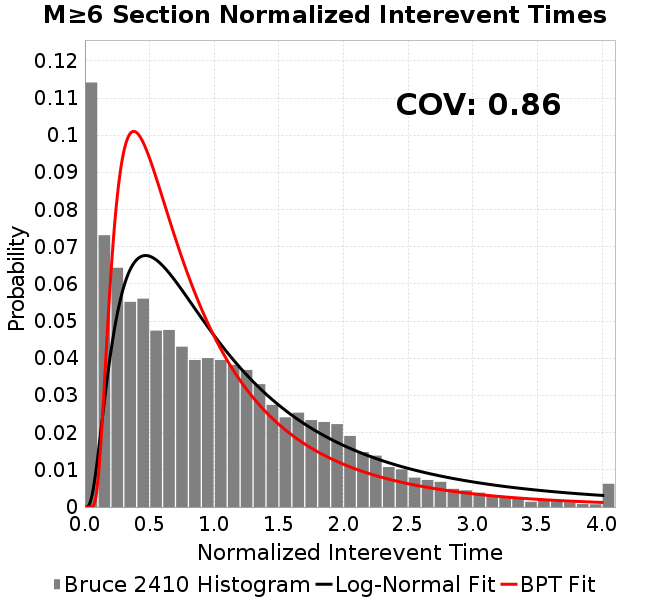 M≥6 Section Normalized Interevent Times
COV: 0.86
Probability
0.12
0.11
0.1
0.09
0.08
0.07
0.06
0.05
0.04
0.03
0.02
0.01
0
0.0 0.5 1.0 1.5 2.0 2.5 3.0 3.5 4.0
Normalized Interevent Time
Bruce 2410 Histogram Log-Normal Fit BPT Fit